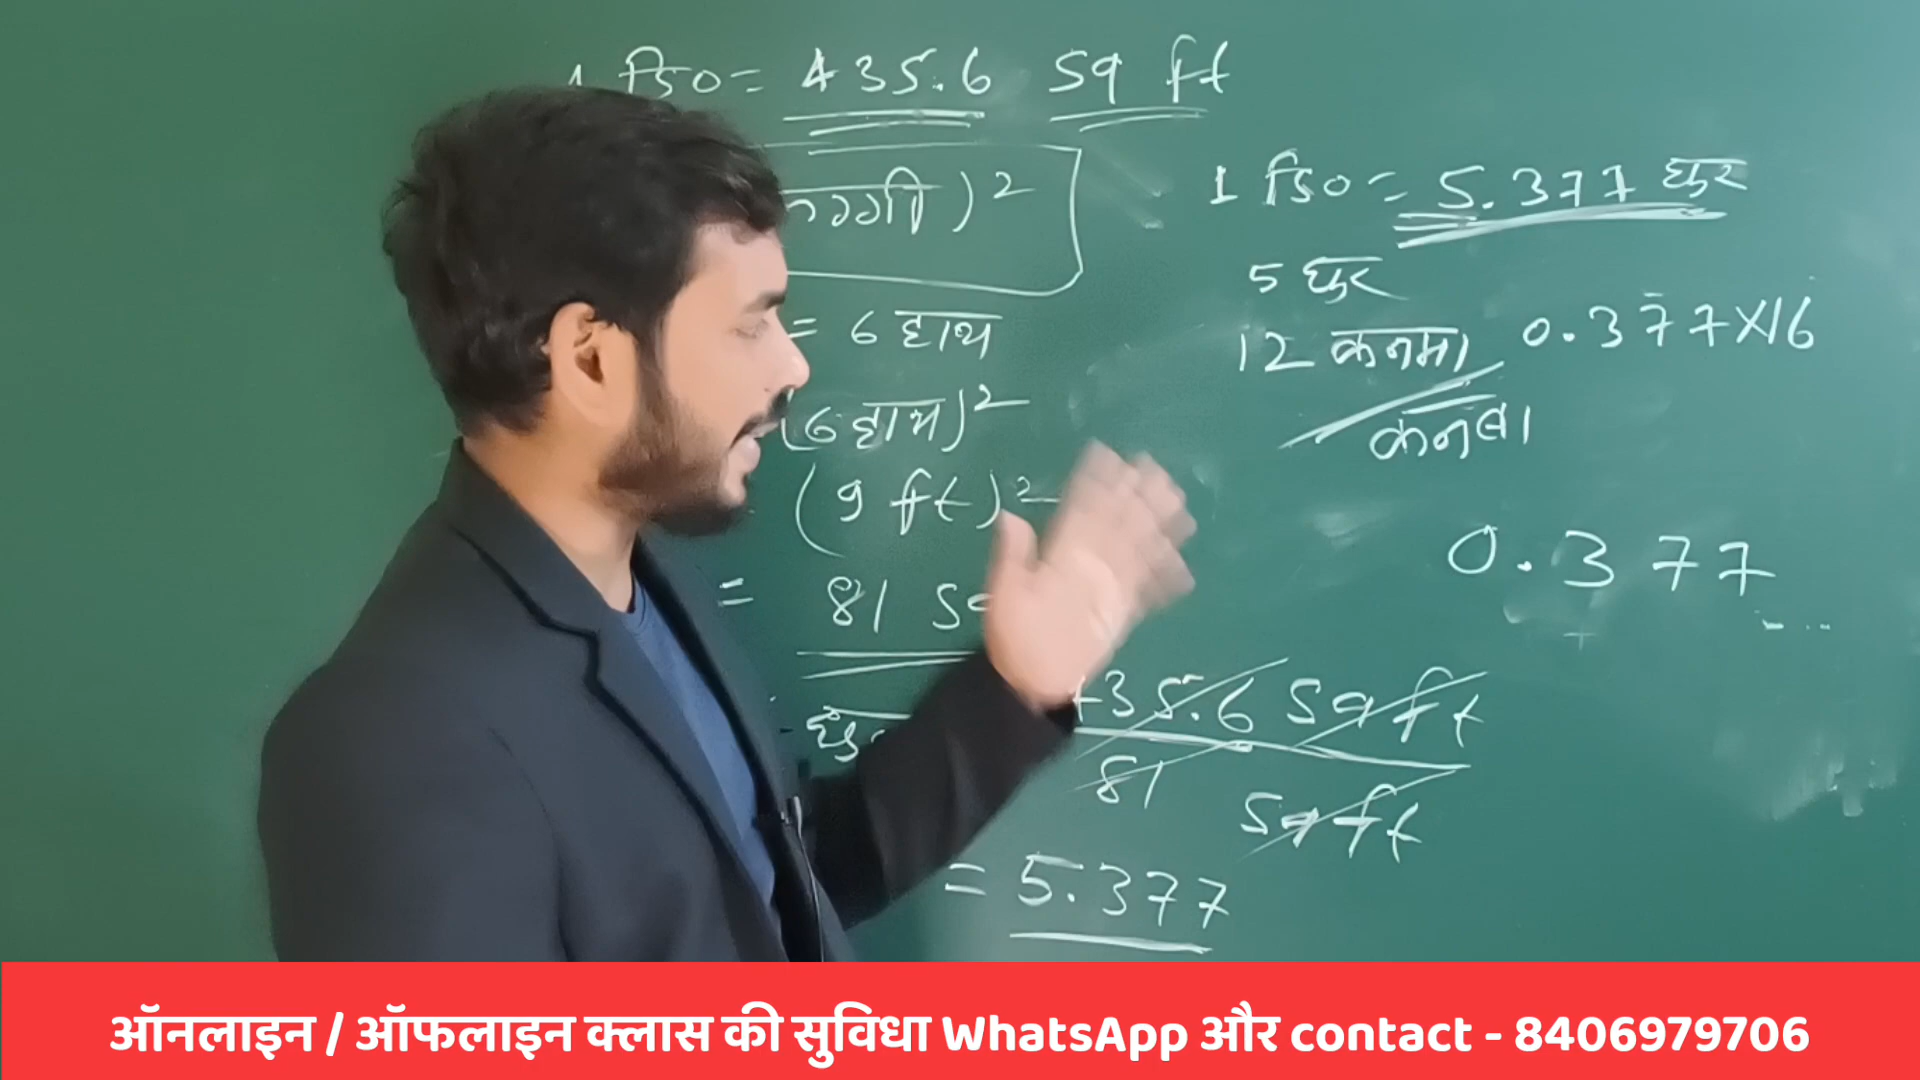 1 डि० = 435.6 sq ft
)²
= 6 हाथ
(6 हाथ)²
(9 ft)²
= 81 sq
435.6 sq ft
81 sq ft
= 5.377
1 डि० = 5.377 धुर
5 धुर
12 कनमा 0.377×16
कनवा
0.377
ऑनलाइन / ऑफलाइन क्लास की सुविधा WhatsApp और contact - 8406979706